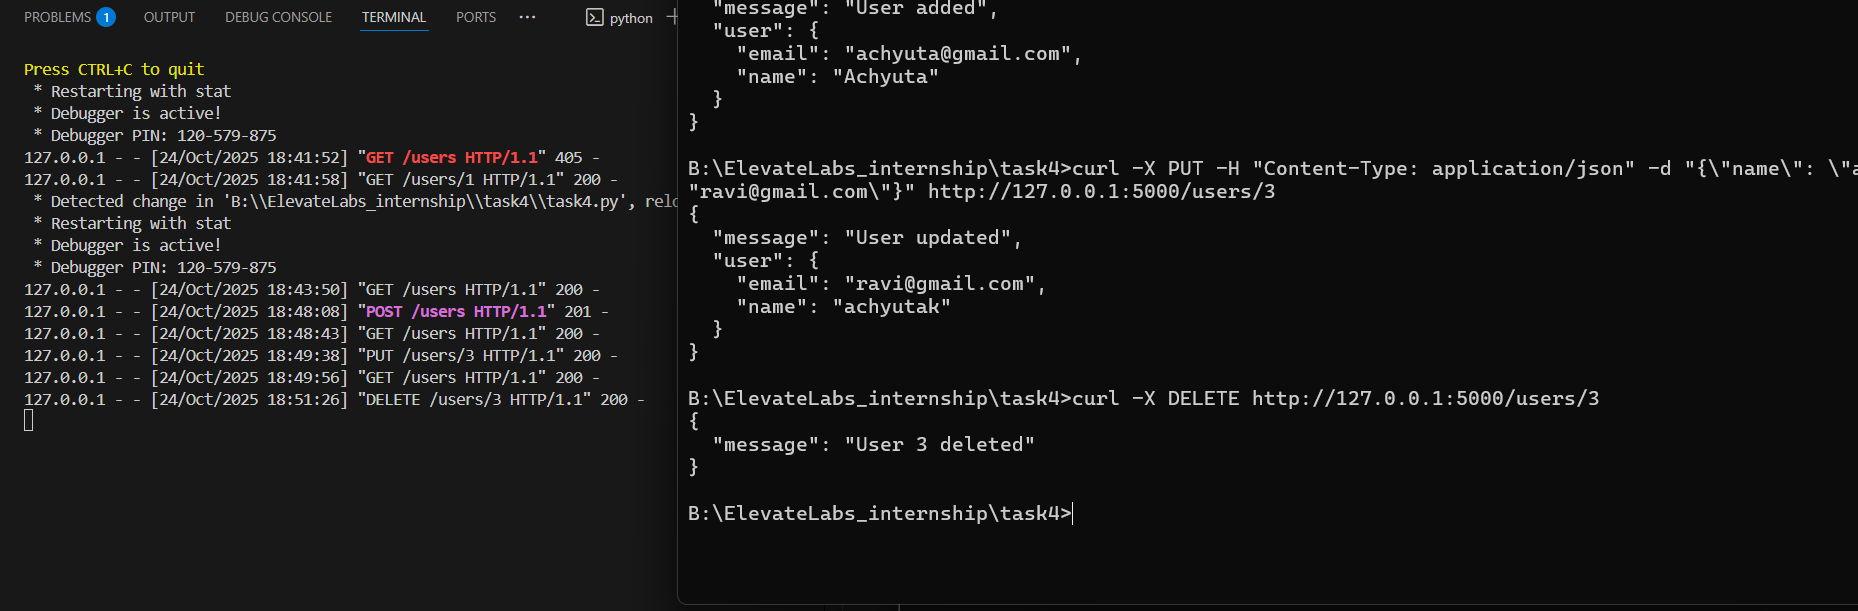 PROBLEMS 1 OUTPUT DEBUG CONSOLE TERMINAL PORTS ··· python
Press CTRL+C to quit
 * Restarting with stat
 * Debugger is active!
 * Debugger PIN: 120-579-875
127.0.0.1 - - [24/Oct/2025 18:41:52] "GET /users HTTP/1.1" 405 -
127.0.0.1 - - [24/Oct/2025 18:41:58] "GET /users/1 HTTP/1.1" 200 -
 * Detected change in 'B:\\ElevateLabs_internship\\task4\\task4.py', relo
 * Restarting with stat
 * Debugger is active!
 * Debugger PIN: 120-579-875
127.0.0.1 - - [24/Oct/2025 18:43:50] "GET /users HTTP/1.1" 200 -
127.0.0.1 - - [24/Oct/2025 18:48:08] "POST /users HTTP/1.1" 201 -
127.0.0.1 - - [24/Oct/2025 18:48:43] "GET /users HTTP/1.1" 200 -
127.0.0.1 - - [24/Oct/2025 18:49:38] "PUT /users/3 HTTP/1.1" 200 -
127.0.0.1 - - [24/Oct/2025 18:49:56] "GET /users HTTP/1.1" 200 -
127.0.0.1 - - [24/Oct/2025 18:51:26] "DELETE /users/3 HTTP/1.1" 200 -
  "message": "User added",
  "user": {
    "email": "achyuta@gmail.com",
    "name": "Achyuta"
  }
}
B:\ElevateLabs_internship\task4>curl -X PUT -H "Content-Type: application/json" -d "{\"name\": \"a
"ravi@gmail.com\"}" http://127.0.0.1:5000/users/3
{
  "message": "User updated",
  "user": {
    "email": "ravi@gmail.com",
    "name": "achyutak"
  }
}
B:\ElevateLabs_internship\task4>curl -X DELETE http://127.0.0.1:5000/users/3
{
  "message": "User 3 deleted"
}
B:\ElevateLabs_internship\task4>